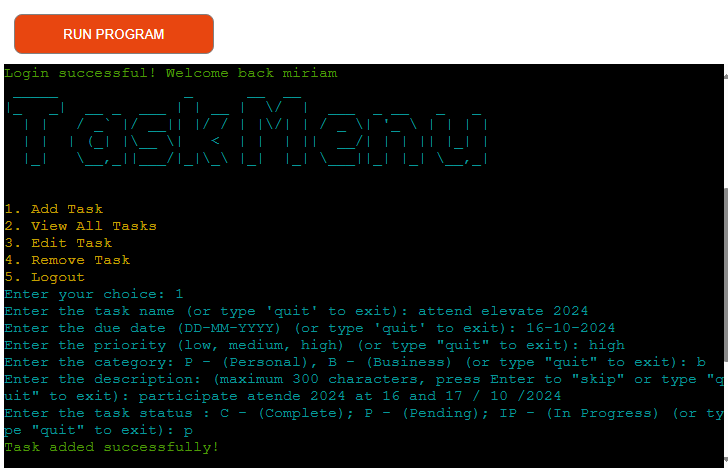 RUN PROGRAM
Login successful! Welcome back miriam
TaskMenu
1. Add Task
2. View All Tasks
3. Edit Task
4. Remove Task
5. Logout
Enter your choice: 1
Enter the task name (or type 'quit' to exit): attend elevate 2024
Enter the due date (DD-MM-YYYY) (or type 'quit' to exit): 16-10-2024
Enter the priority (low, medium, high) (or type "quit" to exit): high
Enter the category: P - (Personal), B - (Business) (or type "quit" to exit): b
Enter the description: (maximum 300 characters, press Enter to "skip" or type "q
uit" to exit): participate atende 2024 at 16 and 17 / 10 /2024
Enter the task status : C - (Complete); P - (Pending); IP - (In Progress) (or ty
pe "quit" to exit): p
Task added successfully!